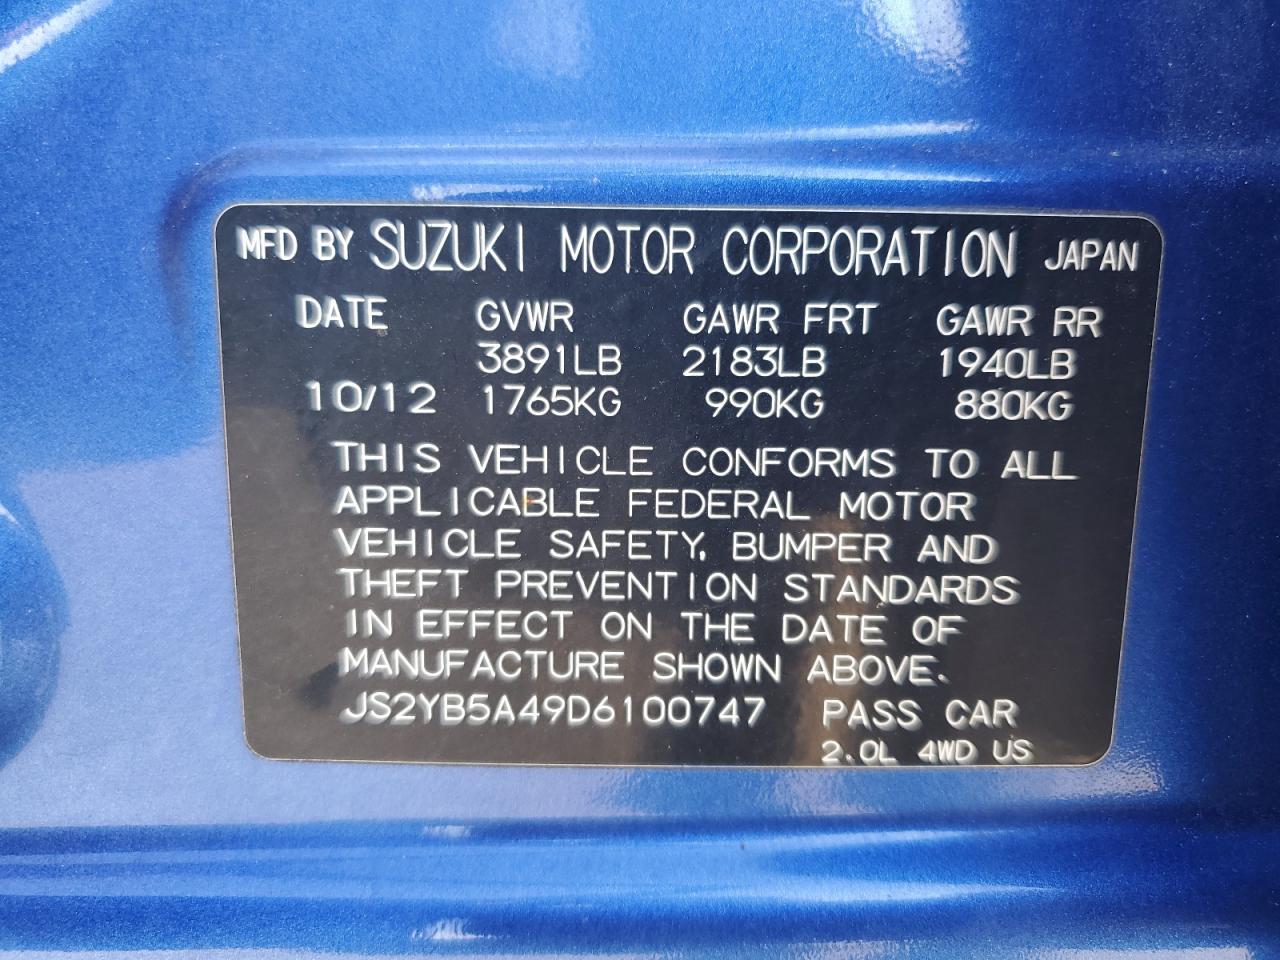 MFD BY SUZUKI MOTOR CORPORATION JAPAN
DATE GVWR GAWR FRT GAWR RR
3891LB 2183LB 1940LB
10/12 1765KG 990KG 880KG
THIS VEHICLE CONFORMS TO ALL
APPLICABLE FEDERAL MOTOR
VEHICLE SAFETY, BUMPER AND
THEFT PREVENTION STANDARDS
IN EFFECT ON THE DATE OF
MANUFACTURE SHOWN ABOVE.
JS2YB5A49D6100747 PASS CAR
2.0L 4WD US